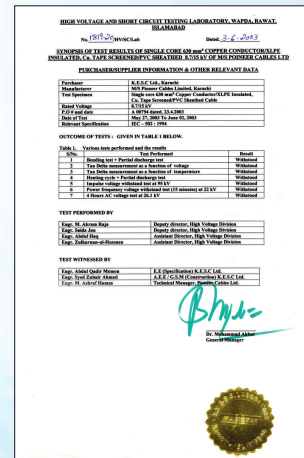 HIGH VOLTAGE AND SHORT CIRCUIT TESTING LABORATORY, WAPDA, RAWAT,
ISLAMABAD
No. 1819-20/HV/SC/Lab Dated. 3-6-2003
SYNOPSIS OF TEST RESULTS OF SINGLE CORE 630 mm² COPPER CONDUCTOR/XLPE
INSULATED, Cu. TAPE SCREENED/PVC SHEATHED 8.7/15 kV OF M/S POINEER CABLES LTD
PURCHASER/SUPPLIER INFORMATION & OTHER RELEVANT DATA
Purchaser K.E.S.C Ltd., Karachi
Manufacturer M/S Pioneer Cables Limited, Karachi
Test Specimen Single core 630 mm² Copper Conductor/XLPE Insulated,
Cu. Tape Screened/PVC Sheathed Cable
Rated Voltage 8.7/15 kV
P.O # and date A 00794 dated. 23.4.2003
Date of Test May 27, 2003 To June 02, 2003
Relevant Specification IEC – 502 : 1994
OUTCOME OF TESTS : GIVEN IN TABLE 1 BELOW.
Table 1. Various tests performed and the results
S/No. Test Performed Result
1 Bending test + Partial discharge test Withstood
2 Tan Delta measurement as a function of voltage Withstood
3 Tan Delta measurement as a function of temperature Withstood
4 Heating cycle + Partial discharge test Withstood
5 Impulse voltage withstand test at 95 kV Withstood
6 Power frequency voltage withstand test (15 minutes) at 22 kV Withstood
7 4 Hours AC voltage test at 26.1 kV Withstood
TEST PERFORMED BY
Engr. M. Akram Raja Deputy director, High Voltage Division
Engr. Saida Jan Deputy director, High Voltage Division
Engr. Abdul Haq Assistant Director, High Voltage Division
Engr. Zulkarnan-ul-Hasnen Assistant Director, High Voltage Division
TEST WITNESSED BY
Engr. Abdul Qadir Memon E.E (Specification) K.E.S.C Ltd.
Engr. Syed Zubair Ahmed A.E.E / G.S.M (Construction) K.E.S.C Ltd.
Engr. M. Ashraf Hamza Technical Manager, Pioneer Cables Ltd.
Dr. Mohammad Akbar
General Manager